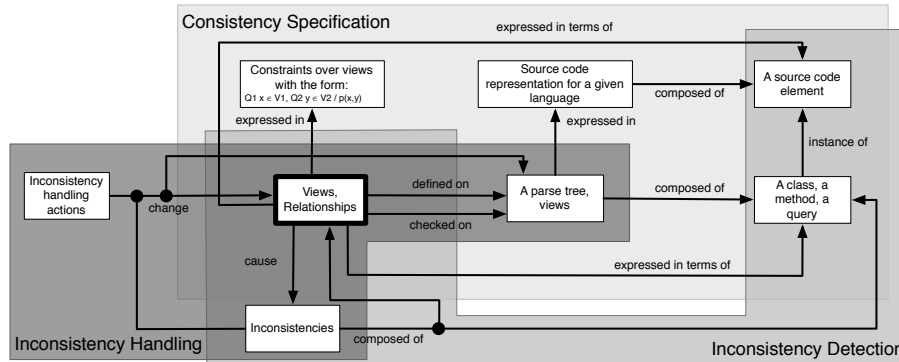 Consistency Specification
expressed in terms of
Constraints over views
with the form:
Q1 x ∈ V1, Q2 y ∈ V2 / p(x,y)
Source code
representation for a given
language
composed of
A source code
element
expressed in
expressed in
instance of
Inconsistency
handling
actions
change
Views,
Relationships
defined on
checked on
A parse tree,
views
composed of
A class, a
method, a
query
cause
expressed in terms of
Inconsistencies
composed of
Inconsistency Handling
Inconsistency Detection